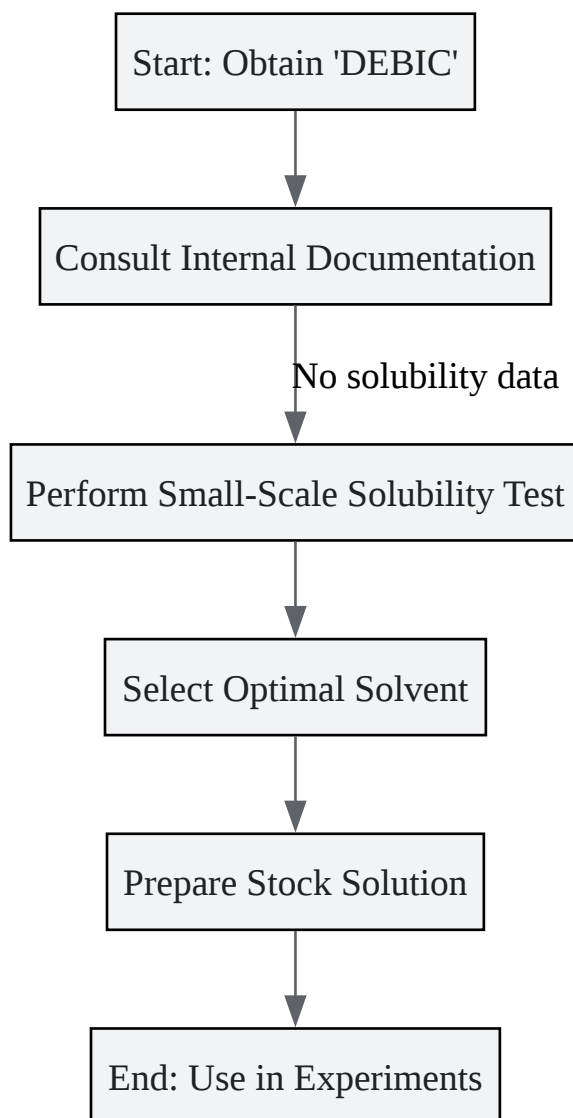 Start: Obtain 'DEBIC'
Consult Internal Documentation
No solubility data
Perform Small-Scale Solubility Test
Select Optimal Solvent
Prepare Stock Solution
End: Use in Experiments